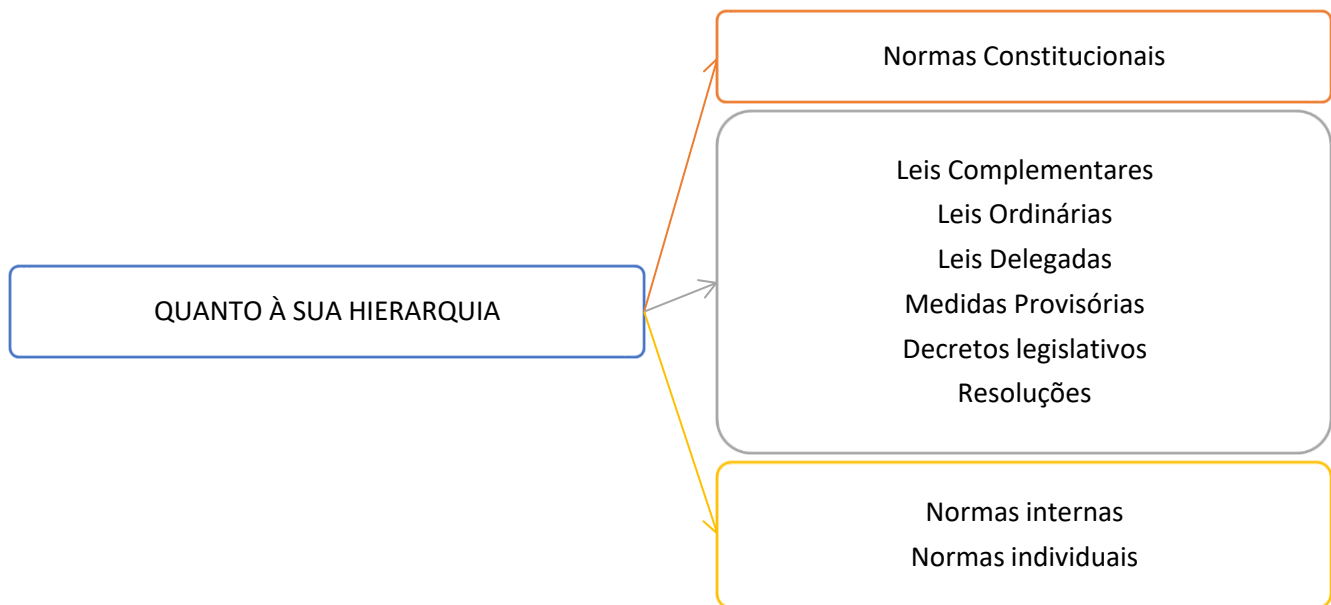 QUANTO À SUA HIERARQUIA
Normas Constitucionais
Leis Complementares
Leis Ordinárias
Leis Delegadas
Medidas Provisórias
Decretos legislativos
Resoluções
Normas internas
Normas individuais